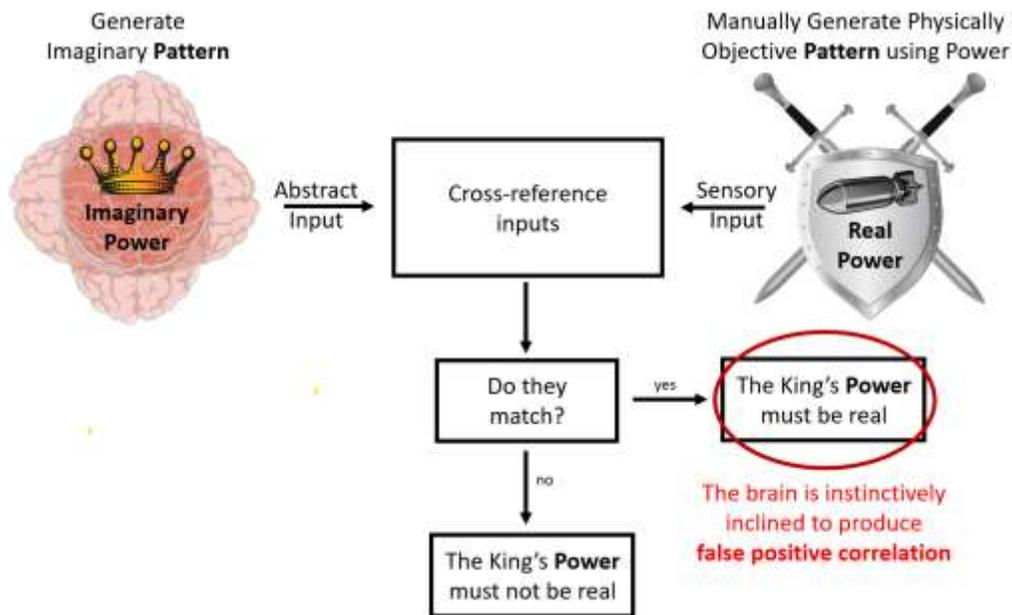 Generate
Imaginary Pattern
Manually Generate Physically
Objective Pattern using Power
Imaginary
Power
Abstract
Input
Cross-reference
inputs
Sensory
Input
Real
Power
Do they
match?
yes
The King's Power
must be real
no
The brain is instinctively
inclined to produce
false positive correlation
The King's Power
must not be real